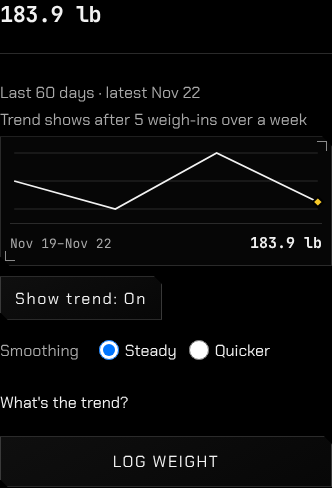 183.9 lb
Last 60 days · latest Nov 22
Trend shows after 5 weigh-ins over a week
Nov 19–Nov 22 183.9 lb
Show trend: On
Smoothing Steady Quicker
What's the trend?
LOG WEIGHT